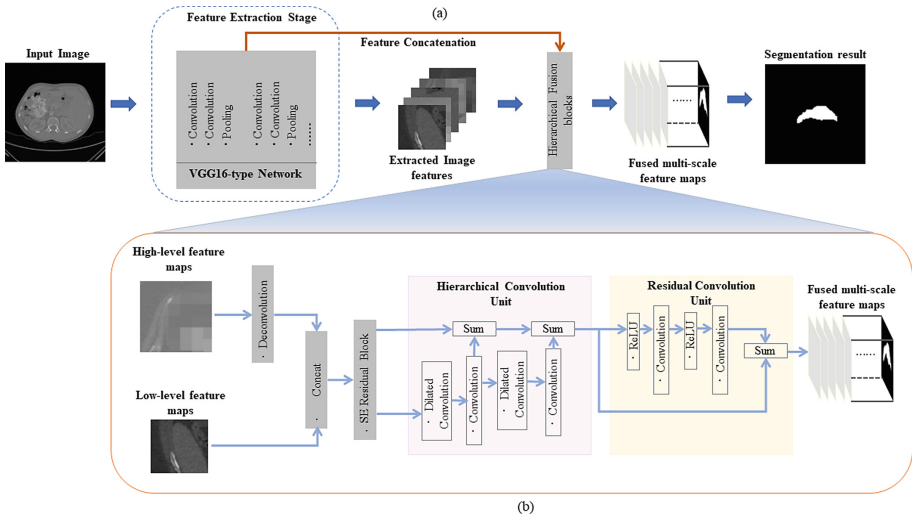 (a)
Feature Extraction Stage
Input Image
Feature Concatenation
Segmentation result
· Convolution
· Convolution
· Pooling
· Convolution
· Convolution
· Pooling
......
VGG16-type Network
Extracted Image
features
Hierarchical Fusion
blocks
......
Fused multi-scale
feature maps
High-level feature
maps
· Deconvolution
Low-level feature
maps
· Concat
· SE Residual Block
Hierarchical Convolution
Unit
Sum
Sum
· Dilated
Convolution
· Convolution
· Dilated
Convolution
· Convolution
Residual Convolution
Unit
· ReLU
· Convolution
· ReLU
· Convolution
Sum
Fused multi-scale
feature maps
......
(b)